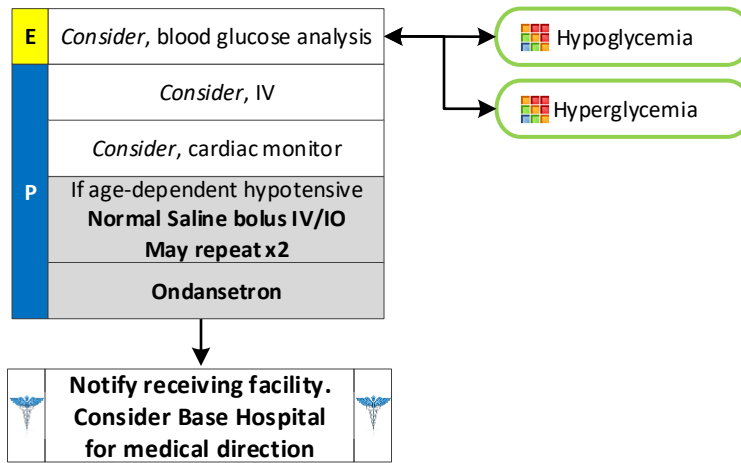 E
Consider, blood glucose analysis
Hypoglycemia
Hyperglycemia
P
Consider, IV
Consider, cardiac monitor
If age-dependent hypotensive
Normal Saline bolus IV/IO
May repeat x2
Ondansetron
Notify receiving facility.
Consider Base Hospital
for medical direction